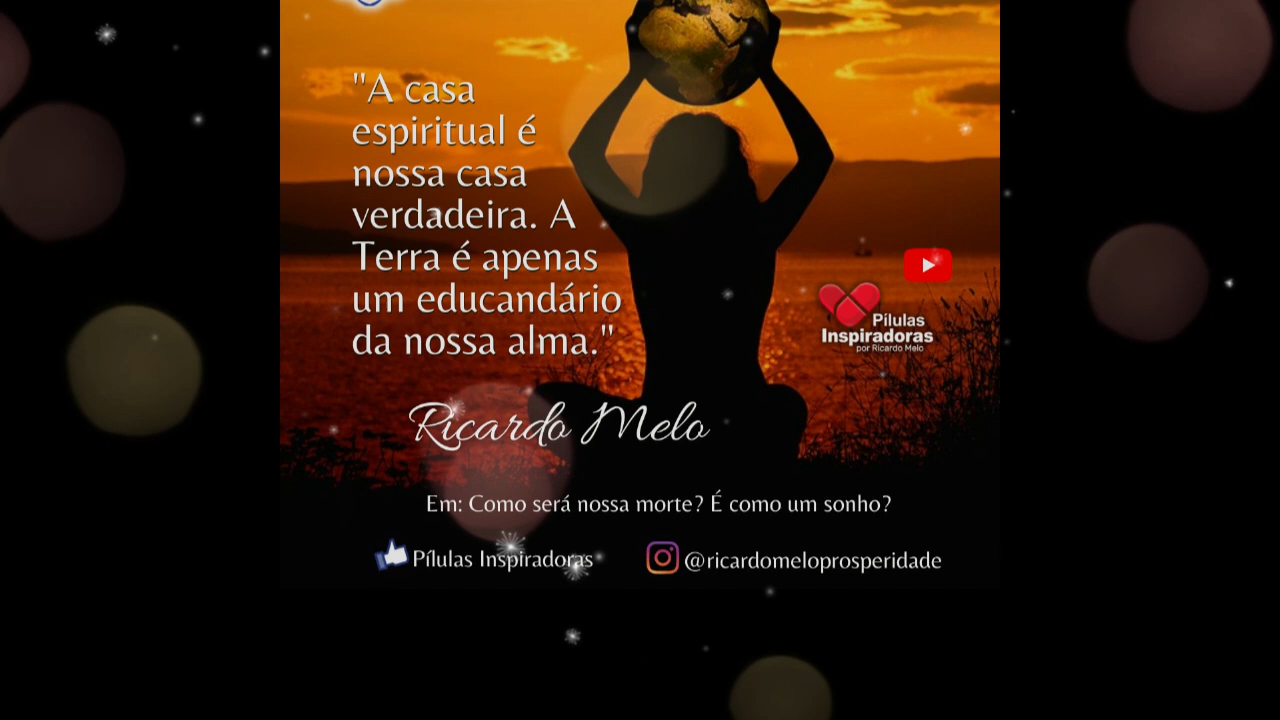 "A casa
espiritual é
nossa casa
verdadeira. A
Terra é apenas
um educandário
da nossa alma."
Pílulas
Inspiradoras
por Ricardo Melo
Ricardo Melo
Em: Como será nossa morte? É como um sonho?
Pílulas Inspiradoras
@ricardomeloprosperidade